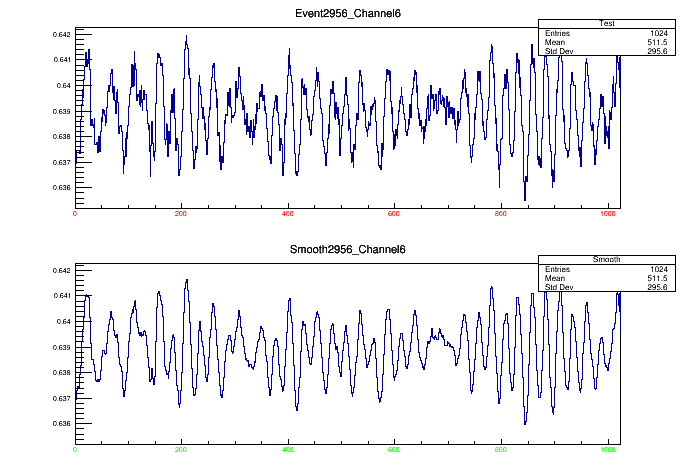 Event2956_Channel6
Test
Entries 1024
Mean 511.5
Std Dev 295.6
0.642
0.641
0.64
0.639
0.638
0.637
0.636
0 200 400 600 800 1000
Smooth2956_Channel6
Smooth
Entries 1024
Mean 511.5
Std Dev 295.6
0.642
0.641
0.64
0.639
0.638
0.637
0.636
0 200 400 600 800 1000